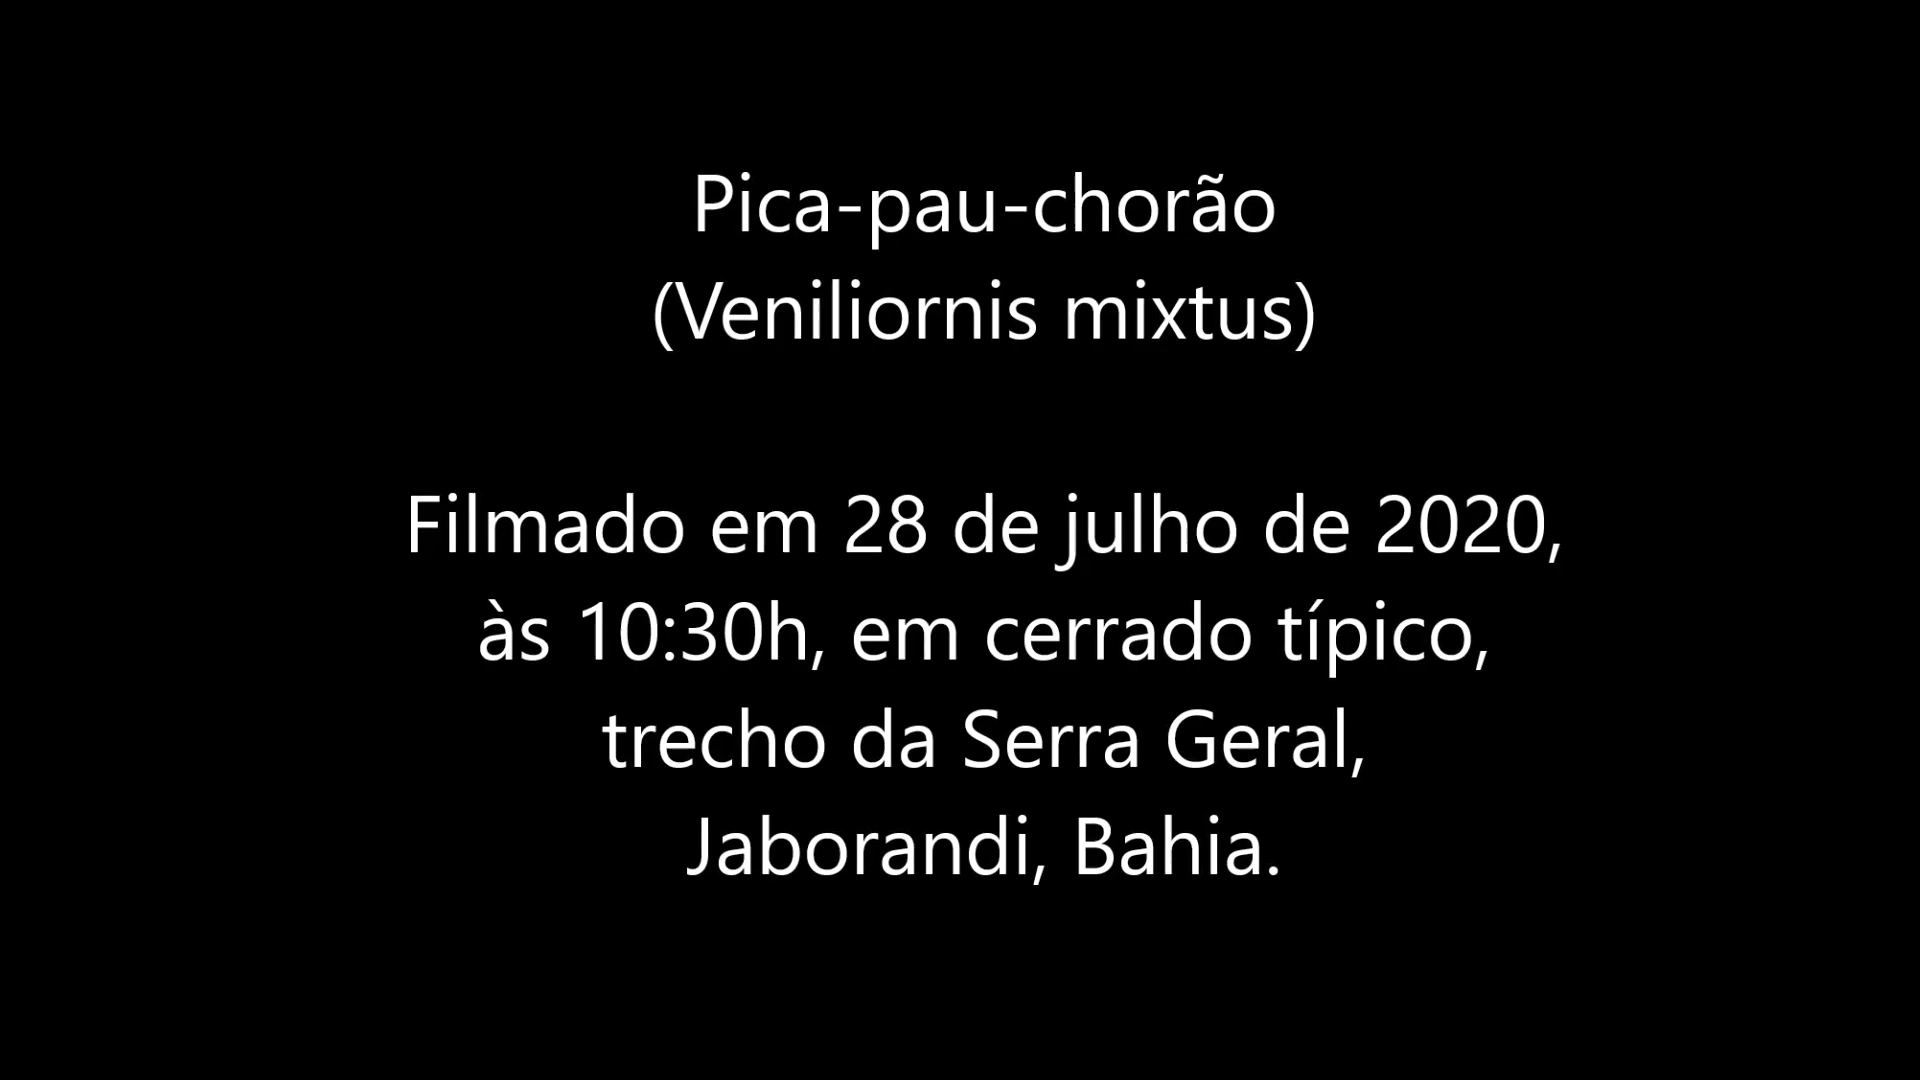 Pica-pau-chorão
(Veniliornis mixtus)
Filmado em 28 de julho de 2020,
às 10:30h, em cerrado típico,
trecho da Serra Geral,
Jaborandi, Bahia.